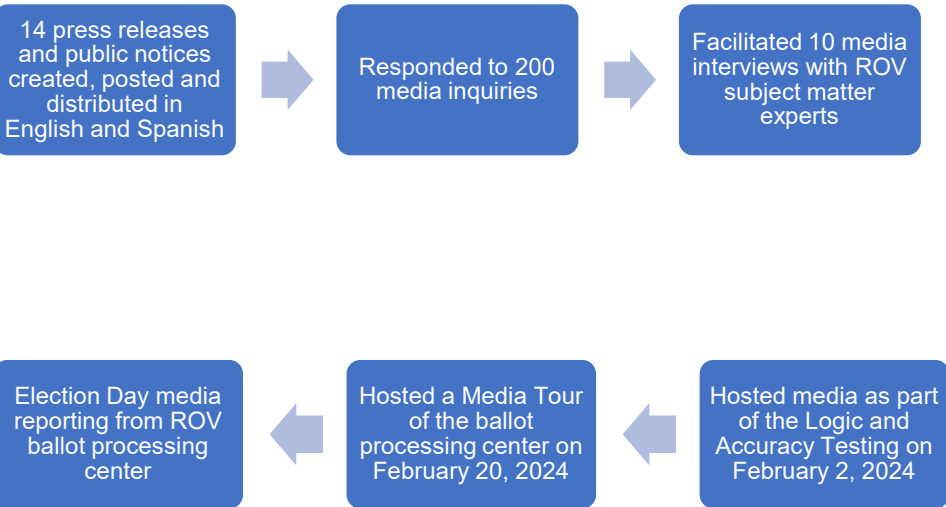 14 press releases
and public notices
created, posted and
distributed in
English and Spanish
Responded to 200
media inquiries
Facilitated 10 media
interviews with ROV
subject matter
experts
Hosted media as part
of the Logic and
Accuracy Testing on
February 2, 2024
Hosted a Media Tour
of the ballot
processing center on
February 20, 2024
Election Day media
reporting from ROV
ballot processing
center